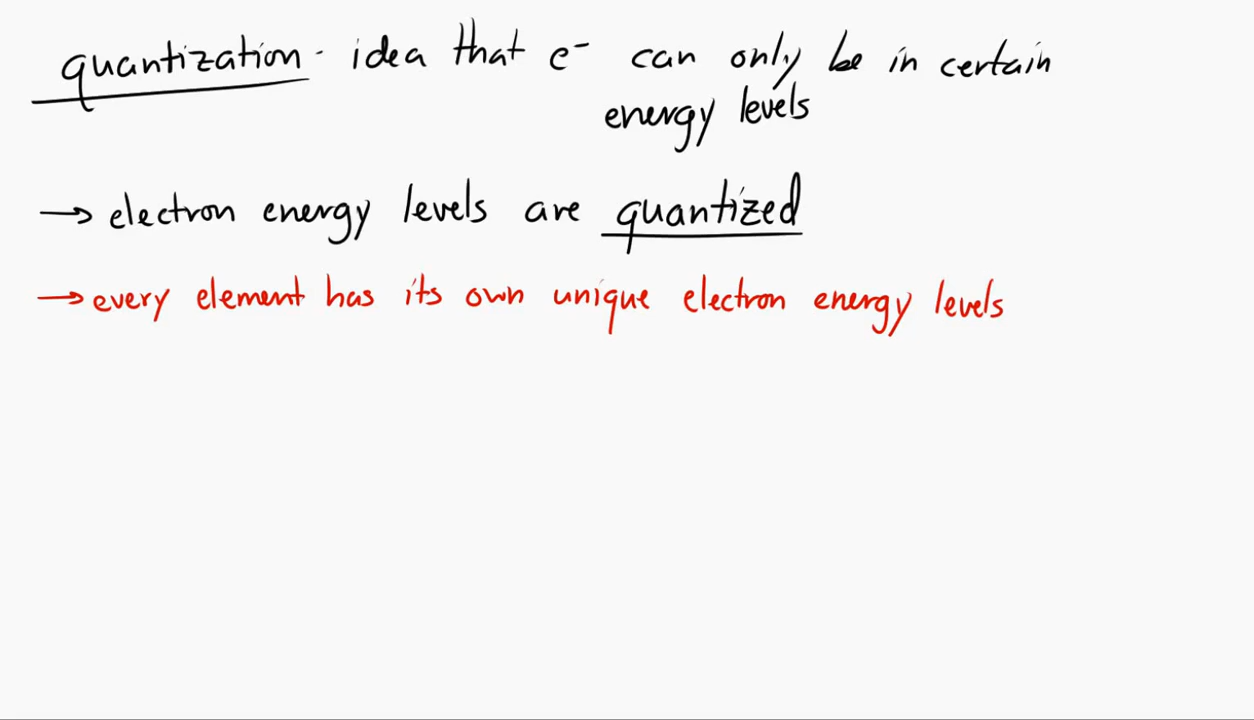 quantization - idea that e⁻ can only be in certain
energy levels
→ electron energy levels are quantized
→ every element has its own unique electron energy levels